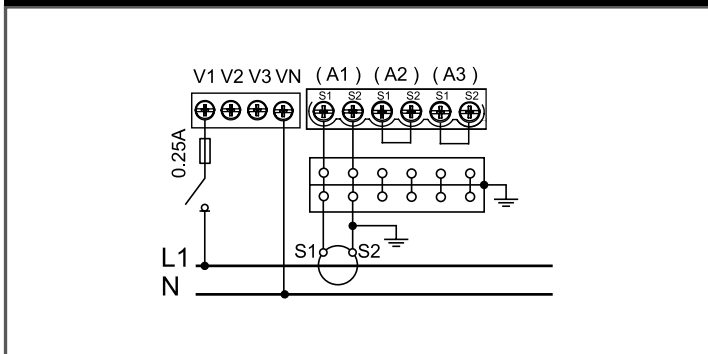 V1 V2 V3 VN (A1) (A2) (A3)
S1 S2 S1 S2 S1 S2
0.25A
S1 S2
L1
N